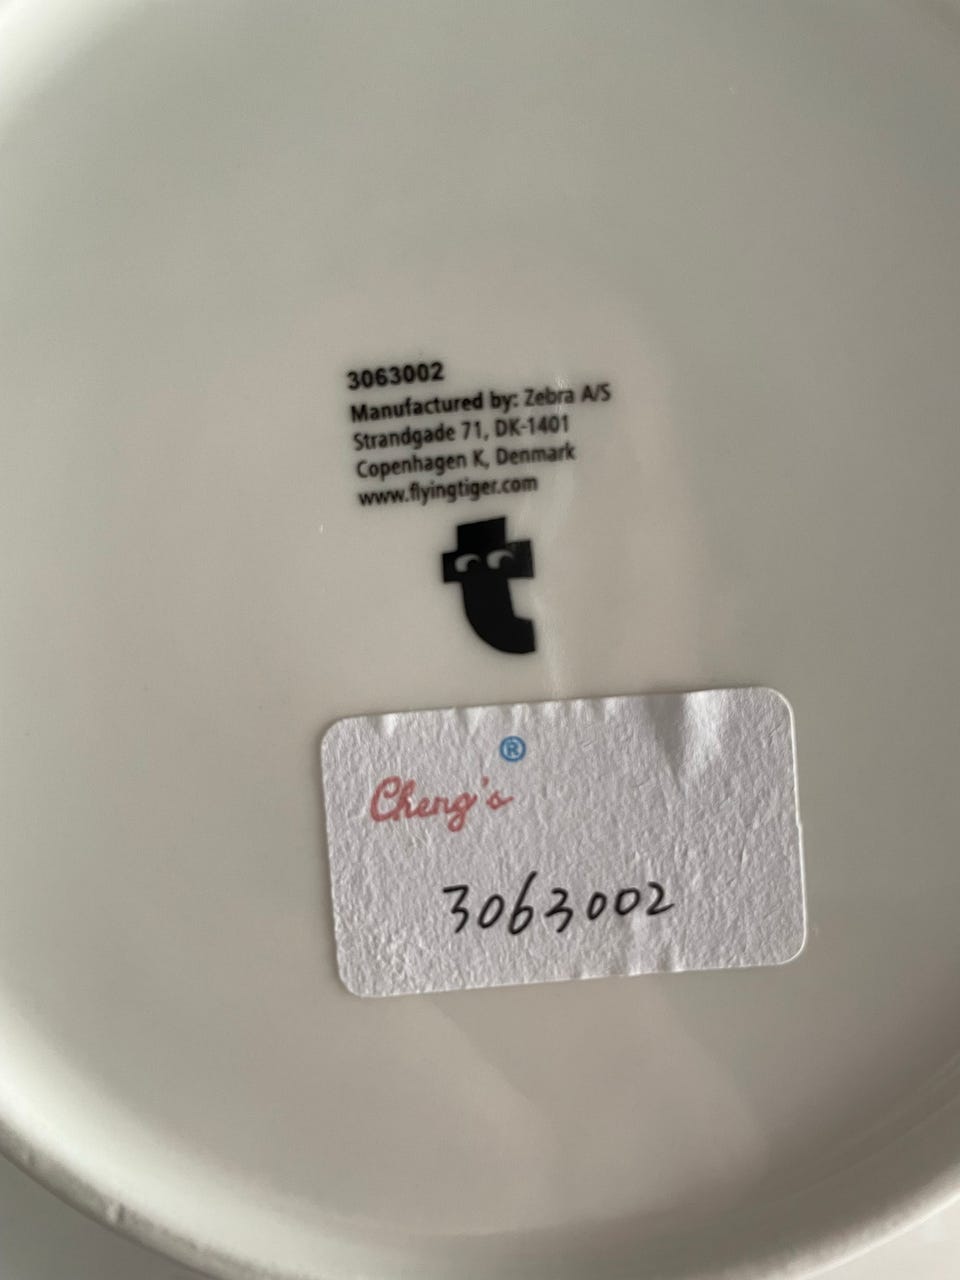 3063002
Manufactured by: Zebra A/S
Strandgade 71, DK-1401
Copenhagen K, Denmark
www.flyingtiger.com
t
®
Cheng's
3063002